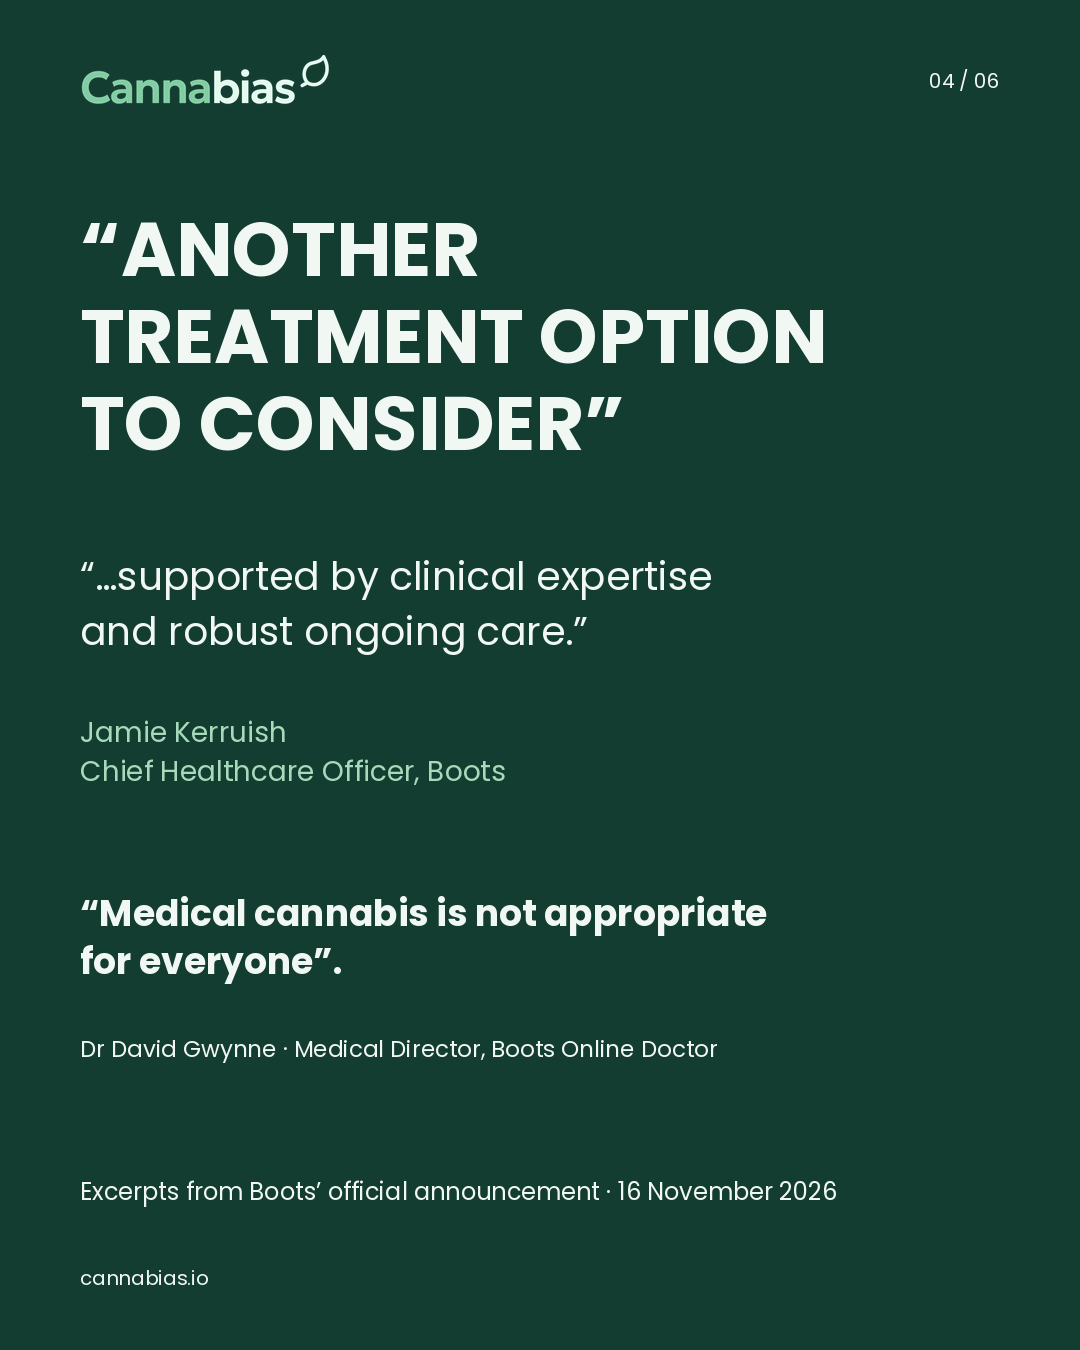 Cannabias
04 / 06
“ANOTHER
TREATMENT OPTION
TO CONSIDER”
“…supported by clinical expertise
and robust ongoing care.”
Jamie Kerruish
Chief Healthcare Officer, Boots
“Medical cannabis is not appropriate
for everyone”.
Dr David Gwynne · Medical Director, Boots Online Doctor
Excerpts from Boots’ official announcement · 16 November 2026
cannabias.io